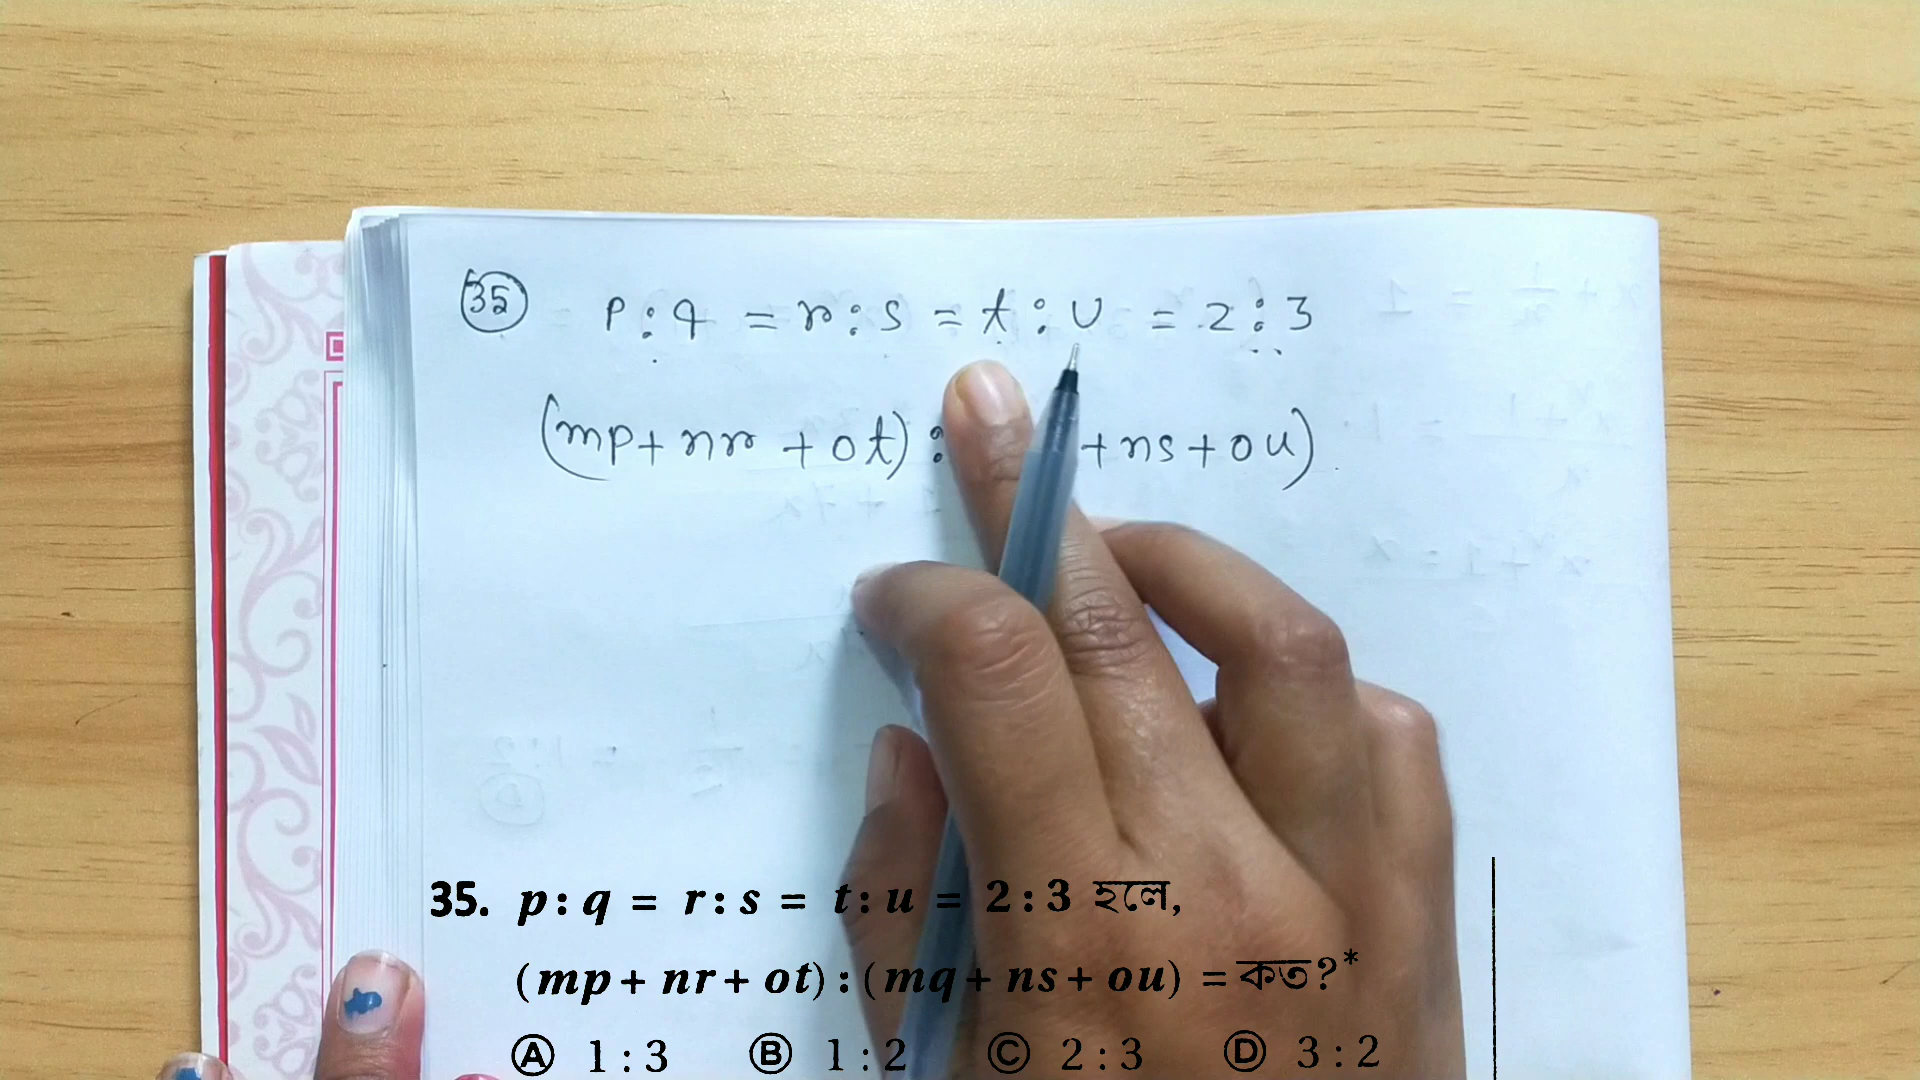 35 p : q = r : s = t : u = 2 : 3
(mp + nr + ot) : + ns + ou)
35. p : q = r : s = t : u = 2 : 3 হলে,
(mp + nr + ot) : (mq + ns + ou) = কত?*
Ⓐ 1 : 3 Ⓑ 1 : 2 Ⓒ 2 : 3 Ⓓ 3 : 2